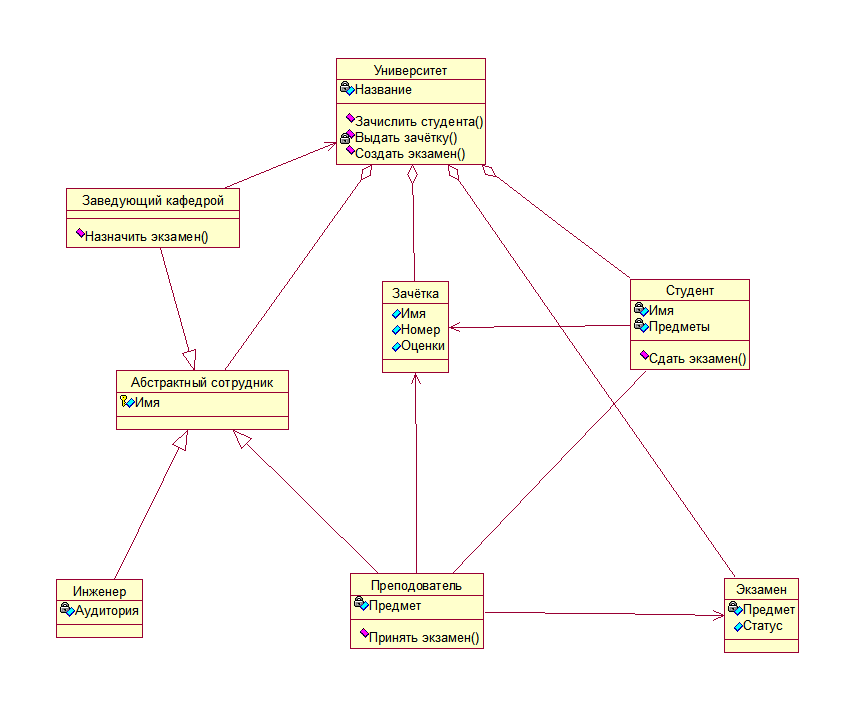 Университет
Название
Зачислить студента()
Выдать зачётку()
Создать экзамен()
Заведующий кафедрой
Назначить экзамен()
Зачётка
Имя
Номер
Оценки
Студент
Имя
Предметы
Сдать экзамен()
Абстрактный сотрудник
Имя
Инженер
Аудитория
Преподователь
Предмет
Принять экзамен()
Экзамен
Предмет
Статус